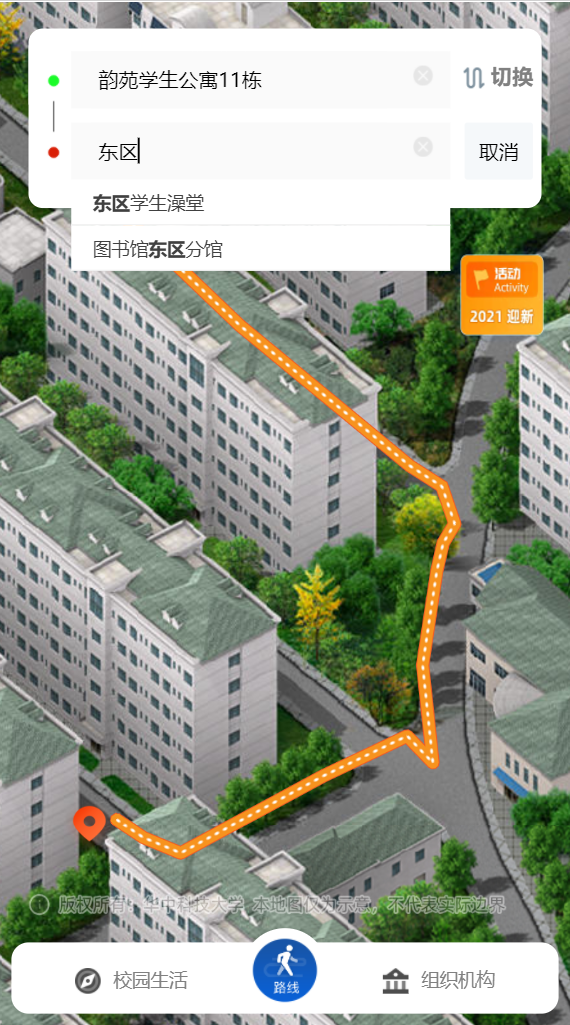 韵苑学生公寓11栋
切换
东区
取消
东区学生澡堂
图书馆东区分馆
活动
Activity
2021 迎新
版权所有：华中科技大学，本地图仅为示意，不代表实际边界
校园生活
路线
组织机构